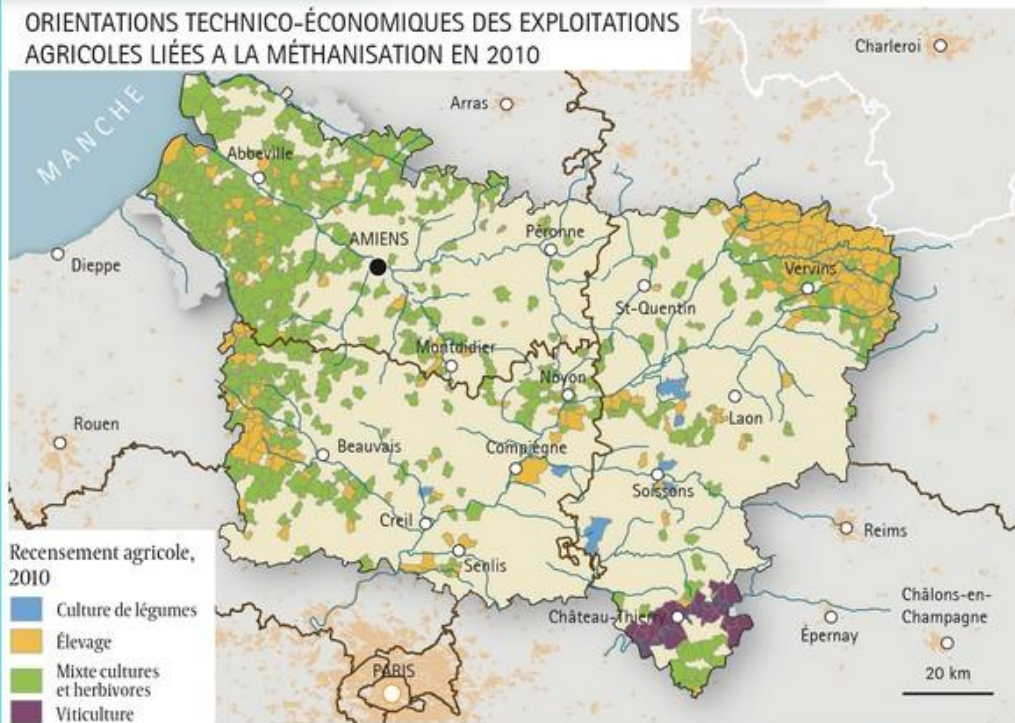 ORIENTATIONS TECHNICO-ÉCONOMIQUES DES EXPLOITATIONS
AGRICOLES LIÉES A LA MÉTHANISATION EN 2010
Charleroi
Arras
MANCHE
Abbeville
AMIENS
Péronne
Dieppe
Vervins
St-Quentin
Montdidier
Noyon
Laon
Rouen
Beauvais
Compiègne
Soissons
Creil
Reims
Senlis
Château-Thierry
Épernay
Châlons-en-
Champagne
PARIS
20 km
Recensement agricole,
2010
Culture de légumes
Élevage
Mixte cultures
et herbivores
Viticulture